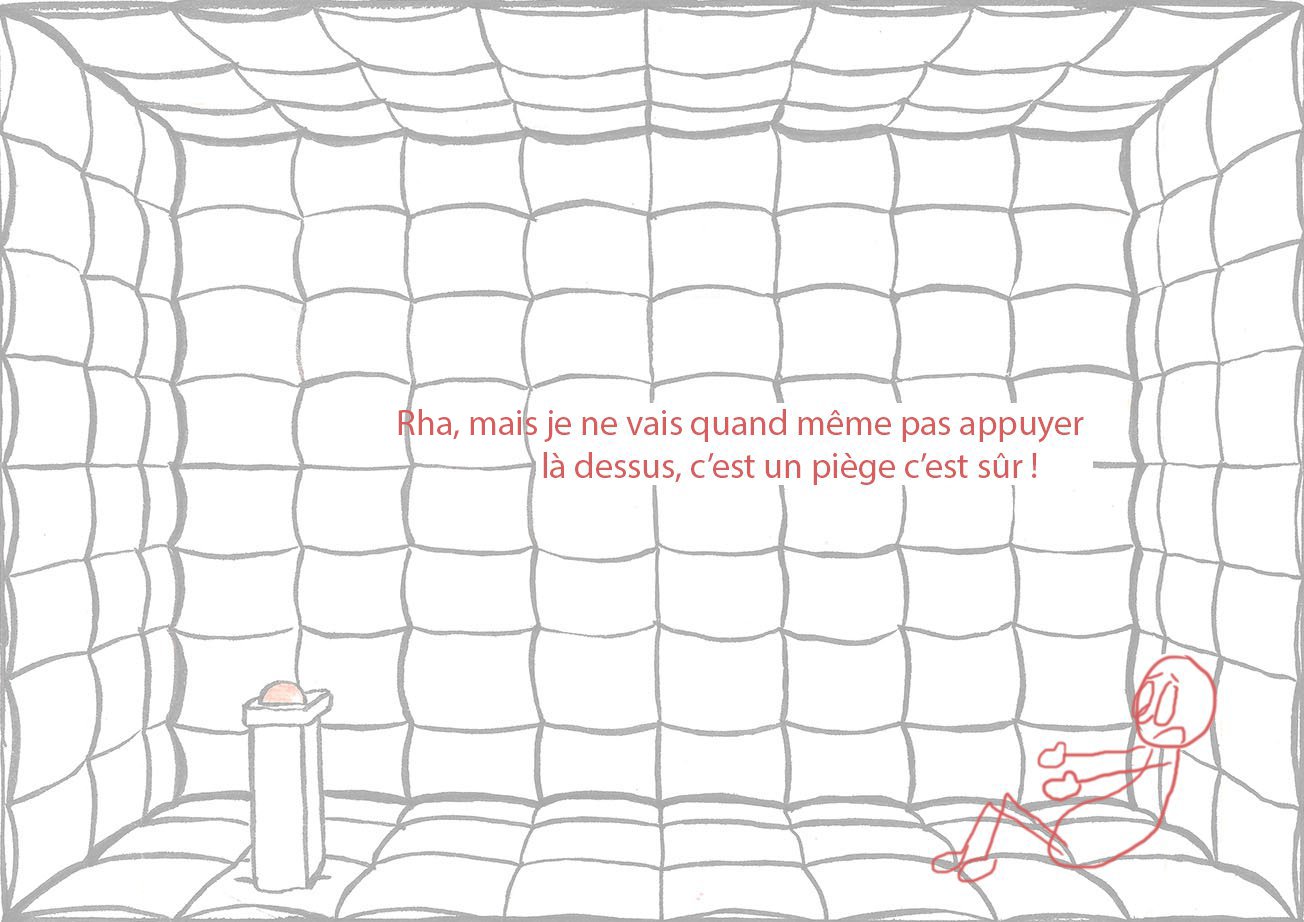 Rha, mais je ne vais quand même pas appuyer
là dessus, c’est un piège c’est sûr !